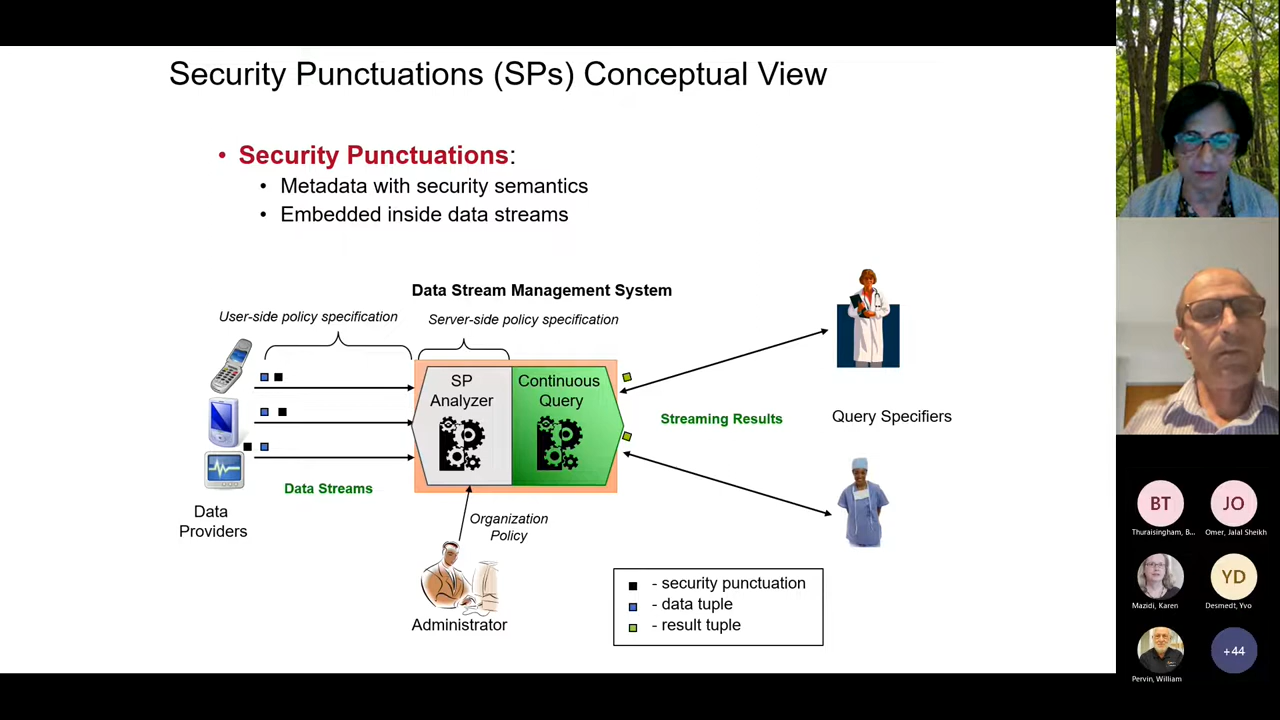 Security Punctuations (SPs) Conceptual View
• Security Punctuations:
• Metadata with security semantics
• Embedded inside data streams
Data Stream Management System
User-side policy specification
Server-side policy specification
SP
Analyzer
Continuous
Query
Streaming Results
Query Specifiers
Data Streams
Data
Providers
Organization
Policy
Administrator
- security punctuation
- data tuple
- result tuple
BT
Thuraisingham, B...
JO
Omer, Jalal Sheikh
Mazidi, Karen
YD
Desmedt, Yvo
Pervin, William
+44